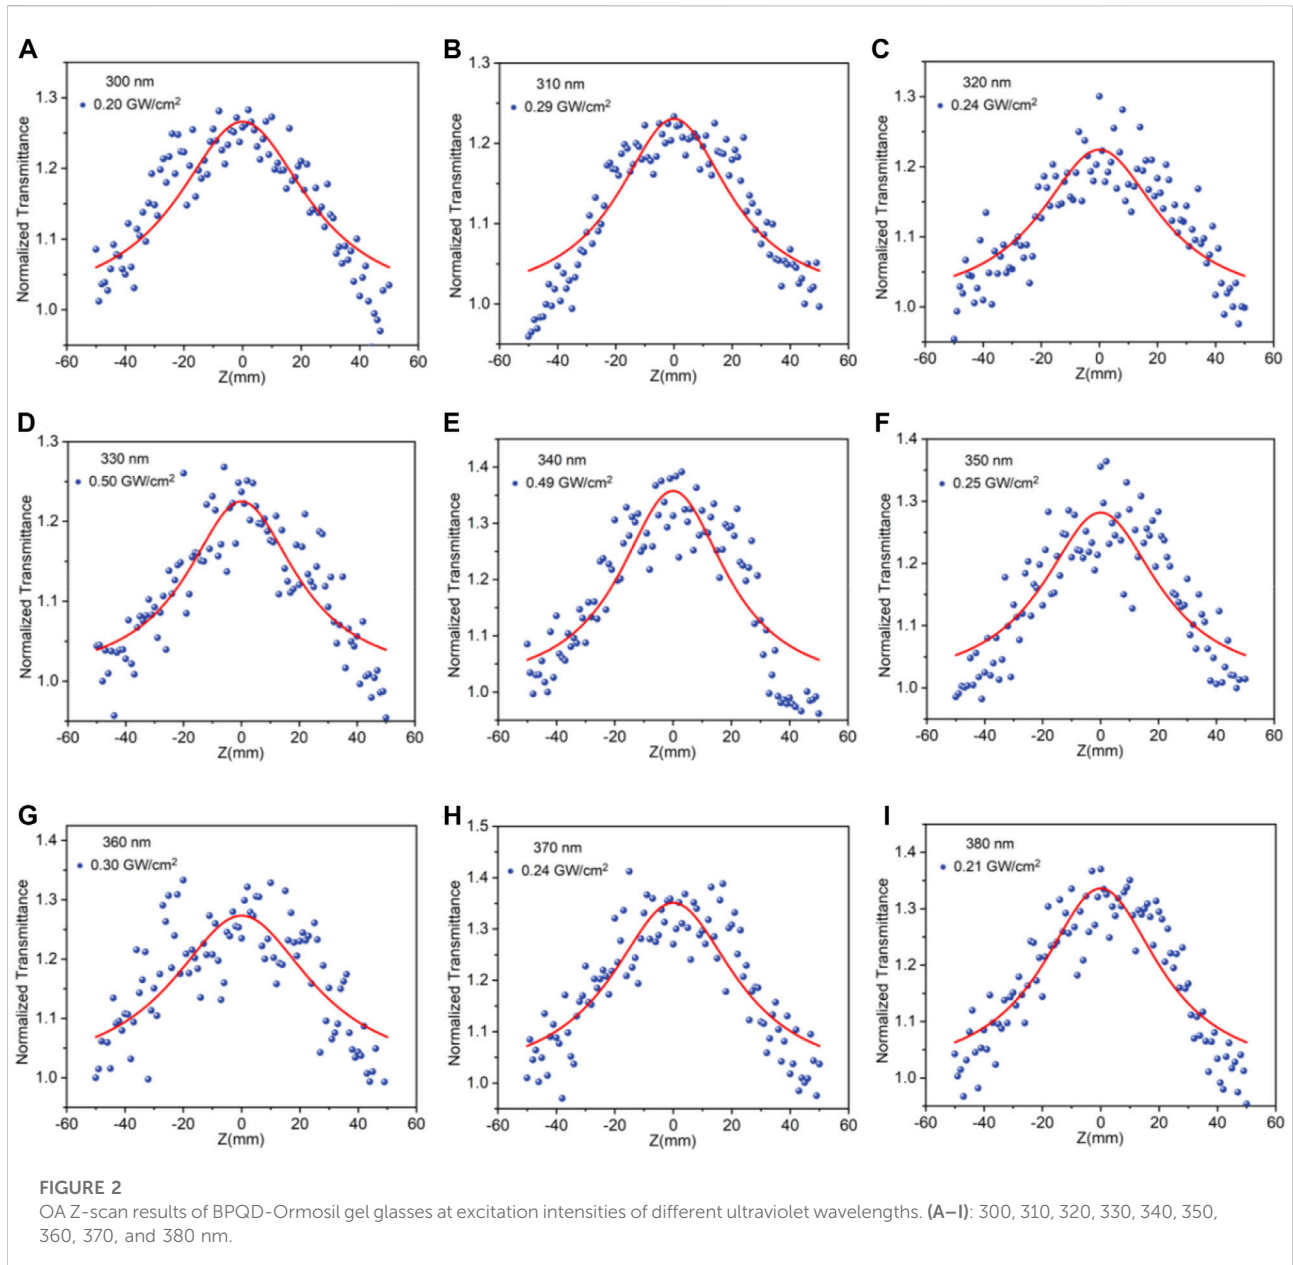 A
300 nm
0.20 GW/cm²
1.3
1.2
1.1
1.0
Normalized Transmittance
-60 -40 -20 0 20 40 60
Z(mm)
B
310 nm
0.29 GW/cm²
1.3
1.2
1.1
1.0
Normalized Transmittance
-60 -40 -20 0 20 40 60
Z(mm)
C
320 nm
0.24 GW/cm²
1.3
1.2
1.1
1.0
Normalized Transmittance
-60 -40 -20 0 20 40 60
Z(mm)
D
330 nm
0.50 GW/cm²
1.3
1.2
1.1
1.0
Normalized Transmittance
-60 -40 -20 0 20 40 60
Z(mm)
E
340 nm
0.49 GW/cm²
1.4
1.3
1.2
1.1
1.0
Normalized Transmittance
-60 -40 -20 0 20 40 60
Z(mm)
F
350 nm
0.25 GW/cm²
1.4
1.3
1.2
1.1
1.0
Normalized Transmittance
-60 -40 -20 0 20 40 60
Z(mm)
G
360 nm
0.30 GW/cm²
1.4
1.3
1.2
1.1
1.0
Normalized Transmittance
-60 -40 -20 0 20 40 60
Z(mm)
H
370 nm
0.24 GW/cm²
1.5
1.4
1.3
1.2
1.1
1.0
Normalized Transmittance
-60 -40 -20 0 20 40 60
Z(mm)
I
380 nm
0.21 GW/cm²
1.4
1.3
1.2
1.1
1.0
Normalized Transmittance
-60 -40 -20 0 20 40 60
Z(mm)
FIGURE 2
OA Z-scan results of BPQD-Ormosil gel glasses at excitation intensities of different ultraviolet wavelengths. (A–I): 300, 310, 320, 330, 340, 350,
360, 370, and 380 nm.